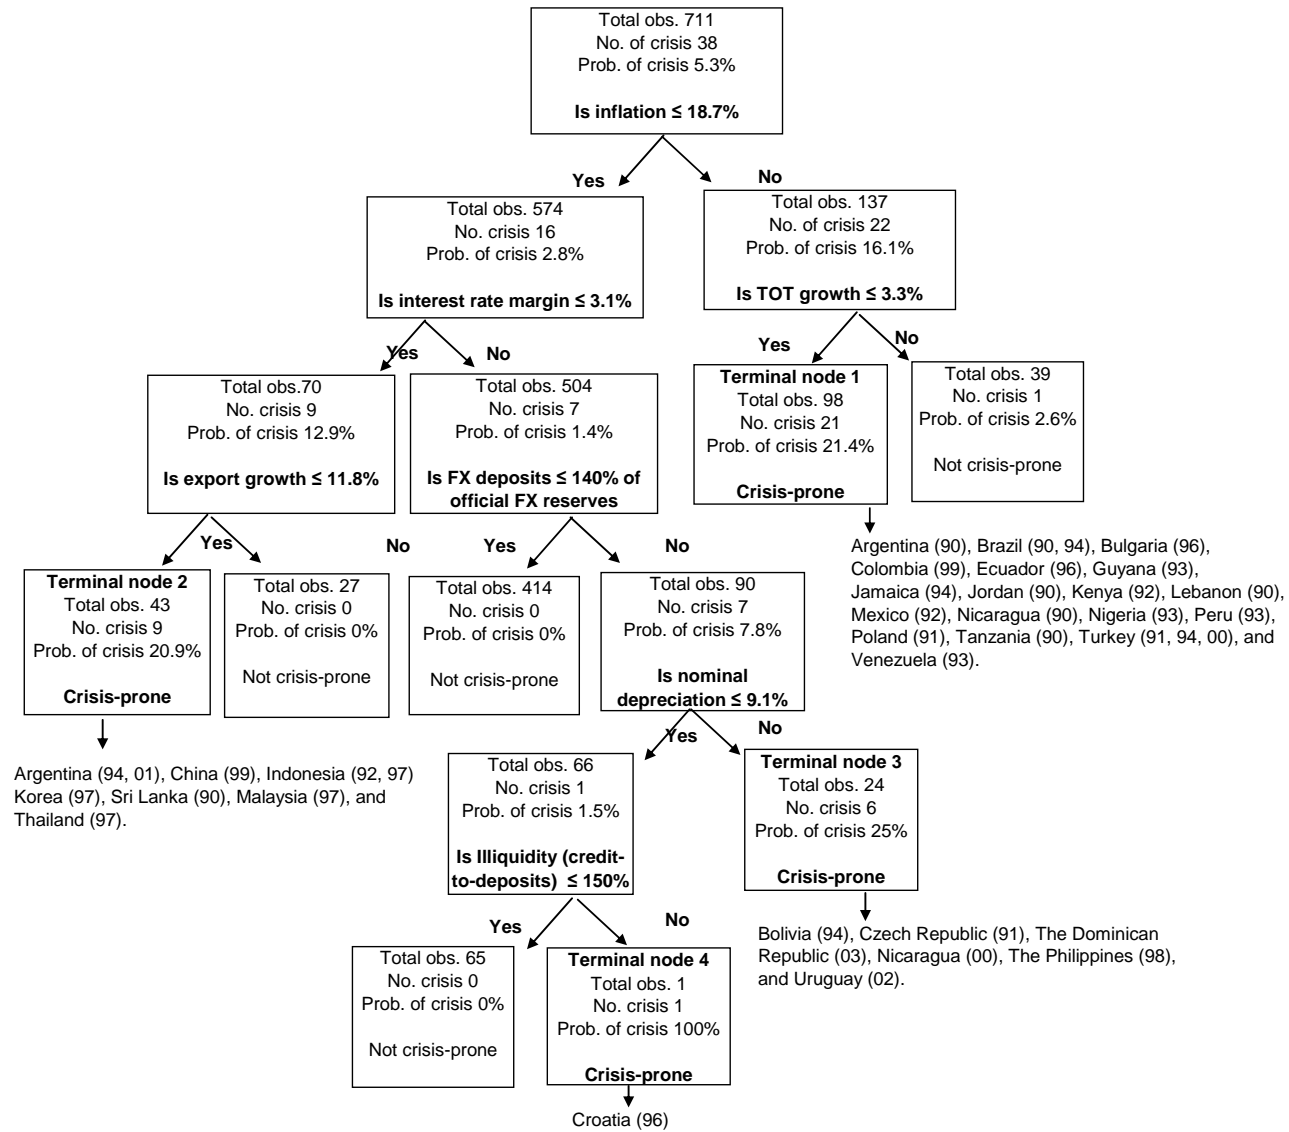 Total obs. 711
No. of crisis 38
Prob. of crisis 5.3%
Is inflation ≤ 18.7%
Yes
No
Total obs. 574
No. crisis 16
Prob. of crisis 2.8%
Is interest rate margin ≤ 3.1%
Total obs. 137
No. of crisis 22
Prob. of crisis 16.1%
Is TOT growth ≤ 3.3%
Yes
No
Yes
No
Total obs.70
No. crisis 9
Prob. of crisis 12.9%
Is export growth ≤ 11.8%
Total obs. 504
No. crisis 7
Prob. of crisis 1.4%
Is FX deposits ≤ 140% of
official FX reserves
Terminal node 1
Total obs. 98
No. crisis 21
Prob. of crisis 21.4%
Crisis-prone
Total obs. 39
No. crisis 1
Prob. of crisis 2.6%
Not crisis-prone
Argentina (90), Brazil (90, 94), Bulgaria (96),
Colombia (99), Ecuador (96), Guyana (93),
Jamaica (94), Jordan (90), Kenya (92), Lebanon (90),
Mexico (92), Nicaragua (90), Nigeria (93), Peru (93),
Poland (91), Tanzania (90), Turkey (91, 94, 00), and
Venezuela (93).
Yes
No
Yes
No
Terminal node 2
Total obs. 43
No. crisis 9
Prob. of crisis 20.9%
Crisis-prone
Total obs. 27
No. crisis 0
Prob. of crisis 0%
Not crisis-prone
Total obs. 414
No. crisis 0
Prob. of crisis 0%
Not crisis-prone
Total obs. 90
No. crisis 7
Prob. of crisis 7.8%
Is nominal
depreciation ≤ 9.1%
Argentina (94, 01), China (99), Indonesia (92, 97)
Korea (97), Sri Lanka (90), Malaysia (97), and
Thailand (97).
Yes
No
Total obs. 66
No. crisis 1
Prob. of crisis 1.5%
Is Illiquidity (credit-
to-deposits) ≤ 150%
Terminal node 3
Total obs. 24
No. crisis 6
Prob. of crisis 25%
Crisis-prone
Bolivia (94), Czech Republic (91), The Dominican
Republic (03), Nicaragua (00), The Philippines (98),
and Uruguay (02).
Yes
No
Total obs. 65
No. crisis 0
Prob. of crisis 0%
Not crisis-prone
Terminal node 4
Total obs. 1
No. crisis 1
Prob. of crisis 100%
Crisis-prone
Croatia (96)